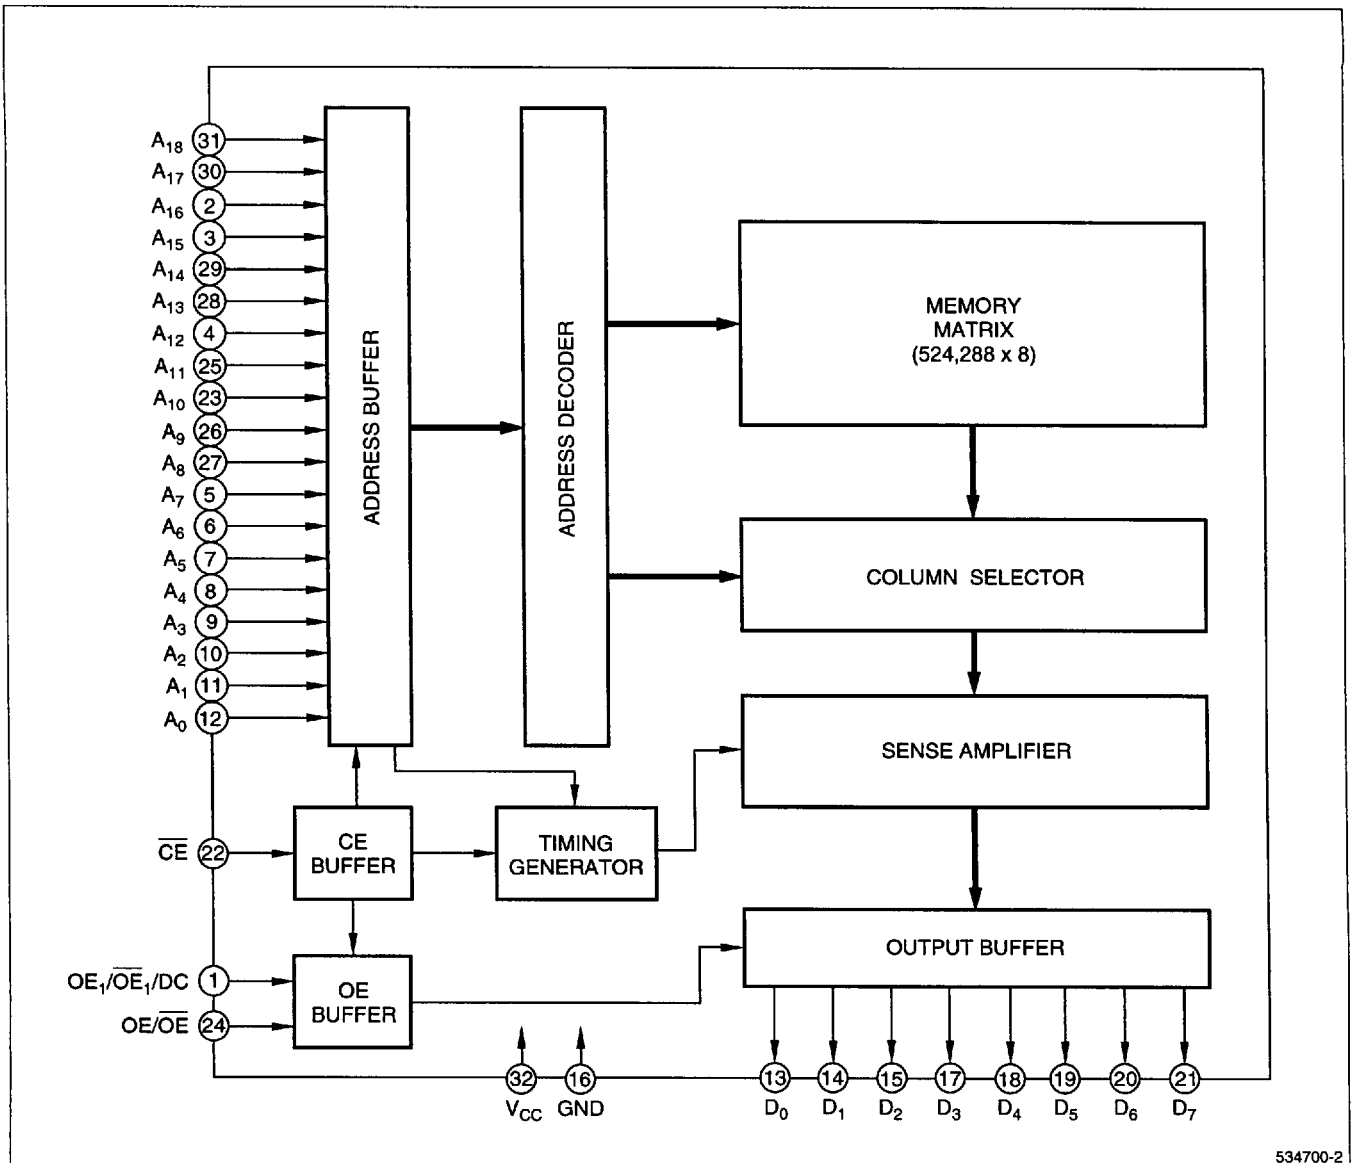 A18 31
A17 30
A16 2
A15 3
A14 29
A13 28
A12 4
A11 25
A10 23
A9 26
A8 27
A7 5
A6 6
A5 7
A4 8
A3 9
A2 10
A1 11
A0 12
ADDRESS BUFFER
ADDRESS DECODER
MEMORY
MATRIX
(524,288 x 8)
COLUMN SELECTOR
SENSE AMPLIFIER
C̅E̅ 22
CE
BUFFER
TIMING
GENERATOR
OUTPUT BUFFER
OE1/O̅E̅1/DC 1
OE/O̅E̅ 24
OE
BUFFER
32 16 13 14 15 17 18 19 20 21
VCC GND D0 D1 D2 D3 D4 D5 D6 D7
534700-2